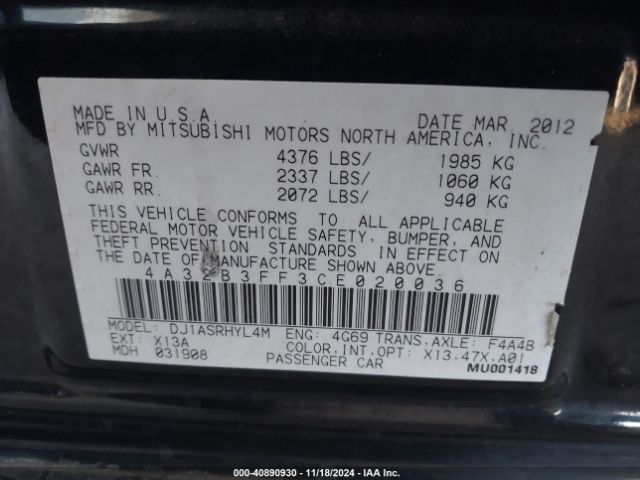 MADE IN U.S.A DATE MAR 2012
MFD BY MITSUBISHI MOTORS NORTH AMERICA, INC.
GVWR 4376 LBS/ 1985 KG
GAWR FR. 2337 LBS/ 1060 KG
GAWR RR. 2072 LBS/ 940 KG
THIS VEHICLE CONFORMS TO ALL APPLICABLE
FEDERAL MOTOR VEHICLE SAFETY, BUMPER, AND
THEFT PREVENTION STANDARDS IN EFFECT ON
THE DATE OF MANUFACTURE SHOWN ABOVE.
4A32B3FF3CE020036
MODEL: DJ1ASRHYL4M ENG: 4G69 TRANS.AXLE: F4A4B
EXT: X13A COLOR.INT.OPT: X13.47X.A01
MDH 031908 PASSENGER CAR
MU001418
000-40890930 - 11/18/2024 - IAA Inc.